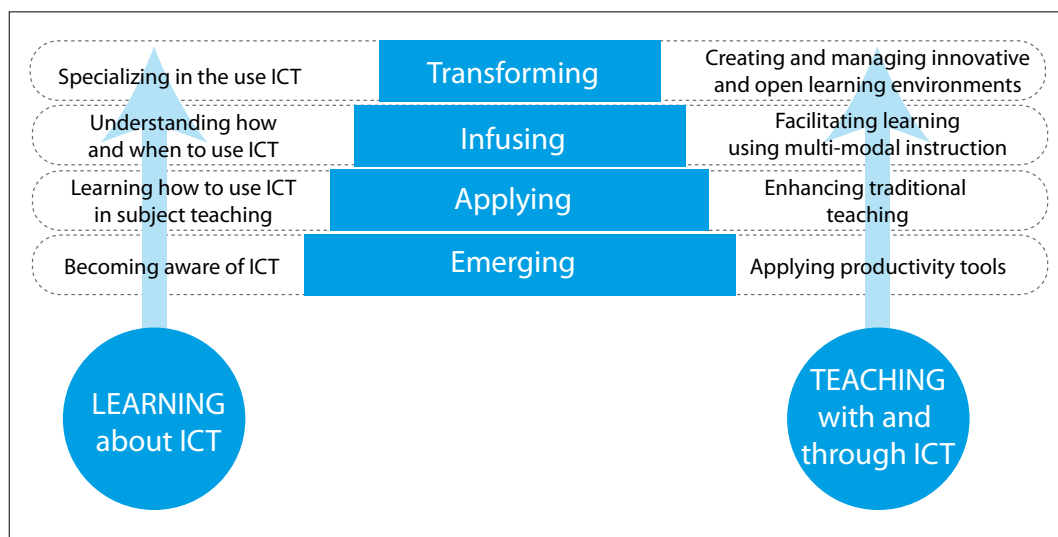 Specializing in the use ICT
Transforming
Creating and managing innovative
and open learning environments
Understanding how
and when to use ICT
Infusing
Facilitating learning
using multi-modal instruction
Learning how to use ICT
in subject teaching
Applying
Enhancing traditional
teaching
Becoming aware of ICT
Emerging
Applying productivity tools
LEARNING
about ICT
TEACHING
with and
through ICT